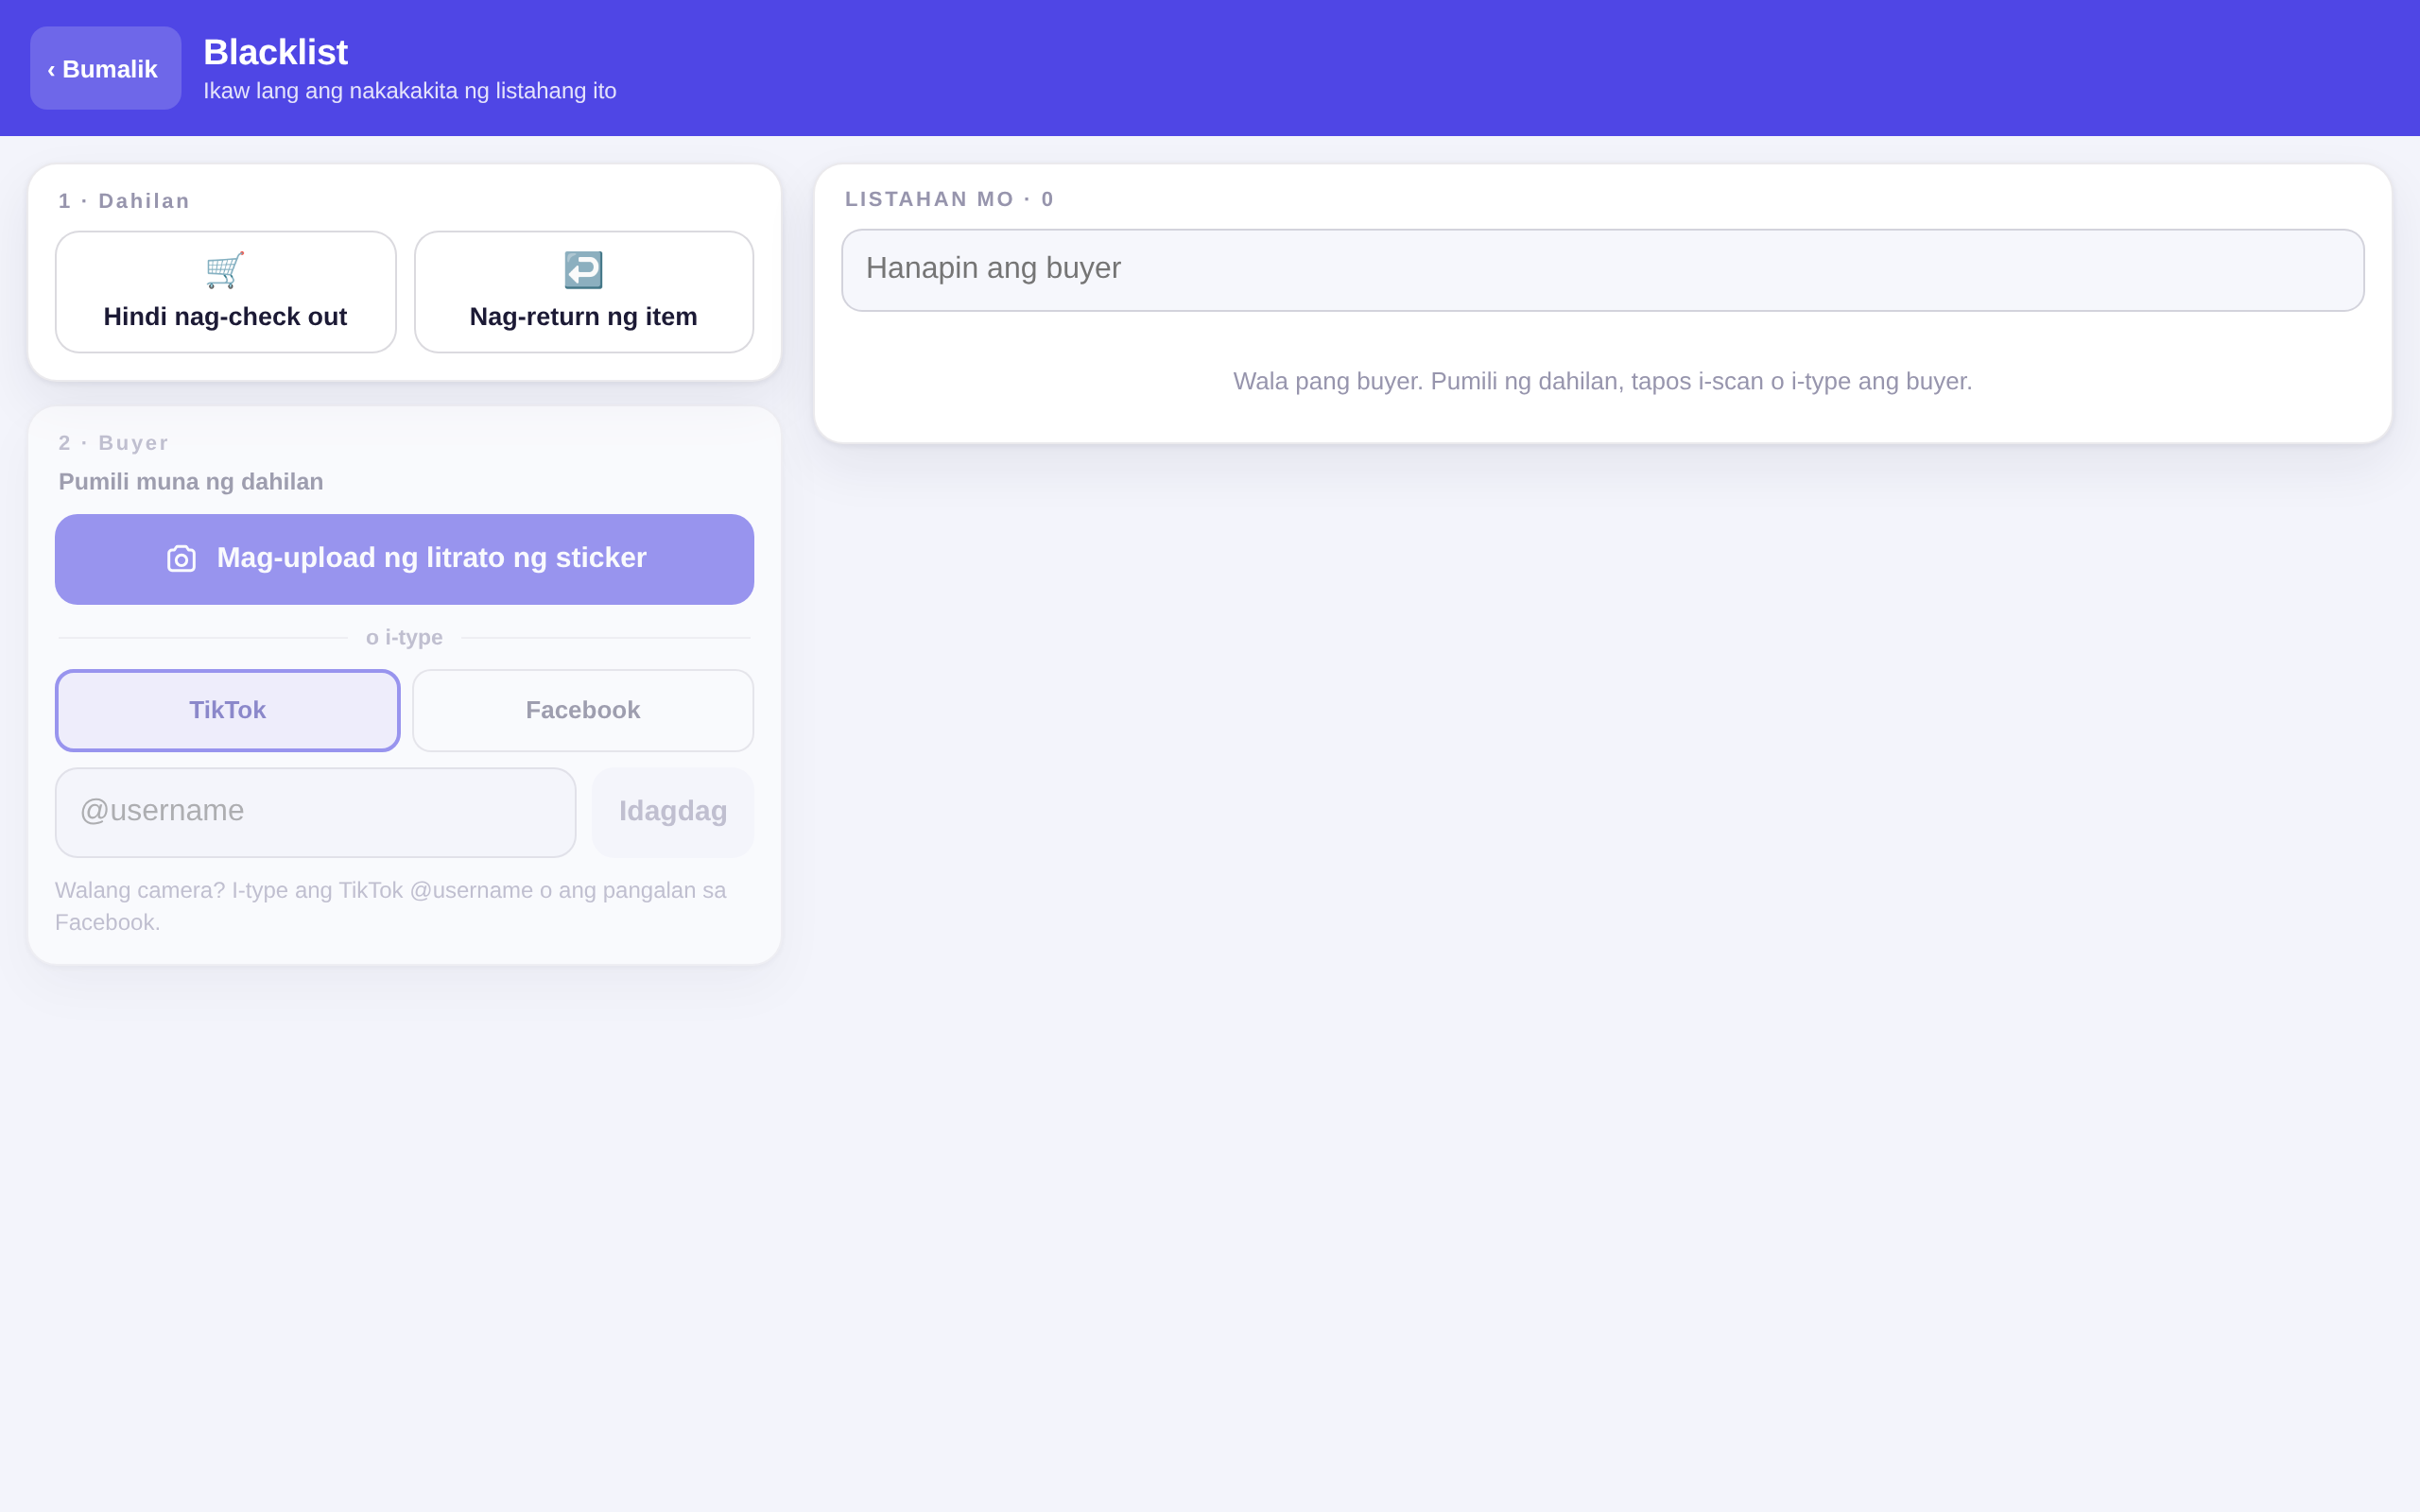 ‹ Bumalik
Blacklist
Ikaw lang ang nakakakita ng listahang ito
1 · Dahilan
Hindi nag-check out
Nag-return ng item
2 · Buyer
Pumili muna ng dahilan
Mag-upload ng litrato ng sticker
o i-type
TikTok
Facebook
@username
Idagdag
Walang camera? I-type ang TikTok @username o ang pangalan sa
Facebook.
LISTAHAN MO · 0
Hanapin ang buyer
Wala pang buyer. Pumili ng dahilan, tapos i-scan o i-type ang buyer.